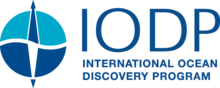 IODP
INTERNATIONAL OCEAN
DISCOVERY PROGRAM